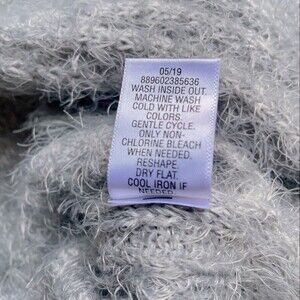 05/19
889602385636
WASH INSIDE OUT.
MACHINE WASH
COLD WITH LIKE
COLORS.
GENTLE CYCLE.
ONLY NON-
CHLORINE BLEACH
WHEN NEEDED.
RESHAPE.
DRY FLAT.
COOL IRON IF
NEEDED